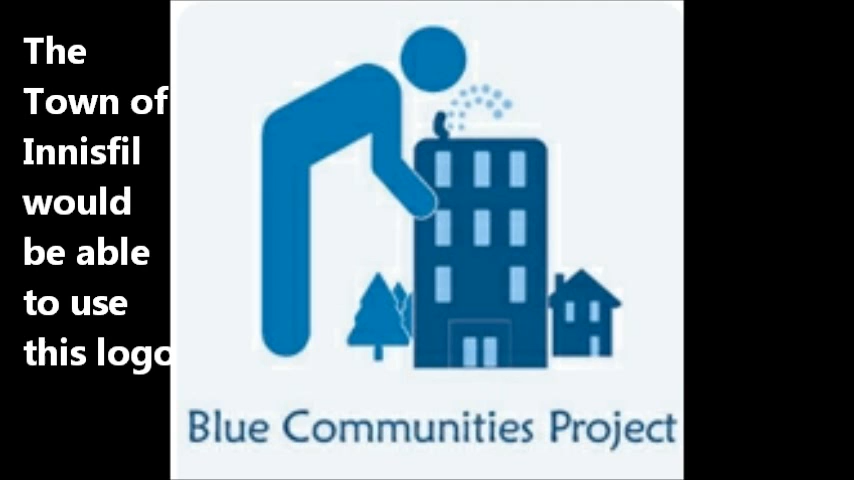 The
Town of
Innisfil
would
be able
to use
this logo
Blue Communities Project